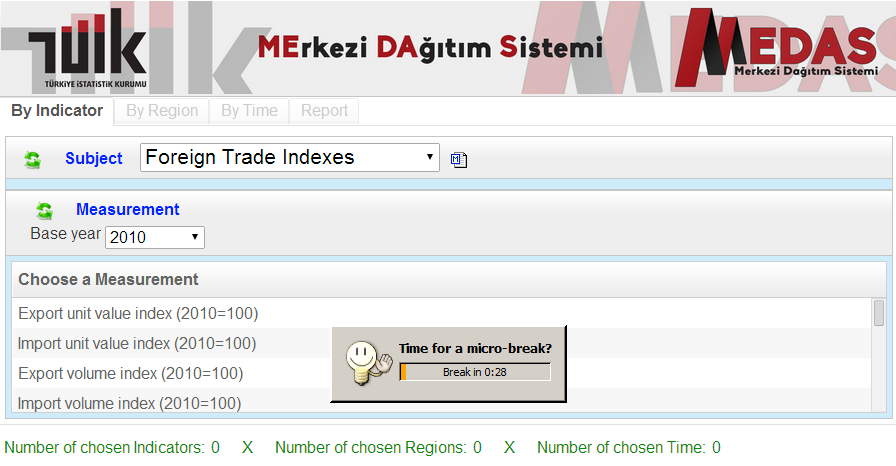 TÜİK
TÜRKİYE İSTATİSTİK KURUMU
MErkezi DAğıtım Sistemi
MEDAS
Merkezi Dağıtım Sistemi
By Indicator By Region By Time Report
Subject Foreign Trade Indexes
Measurement
Base year 2010
Choose a Measurement
Export unit value index (2010=100)
Import unit value index (2010=100)
Export volume index (2010=100)
Import volume index (2010=100)
Time for a micro-break?
Break in 0:28
Number of chosen Indicators: 0 X Number of chosen Regions: 0 X Number of chosen Time: 0